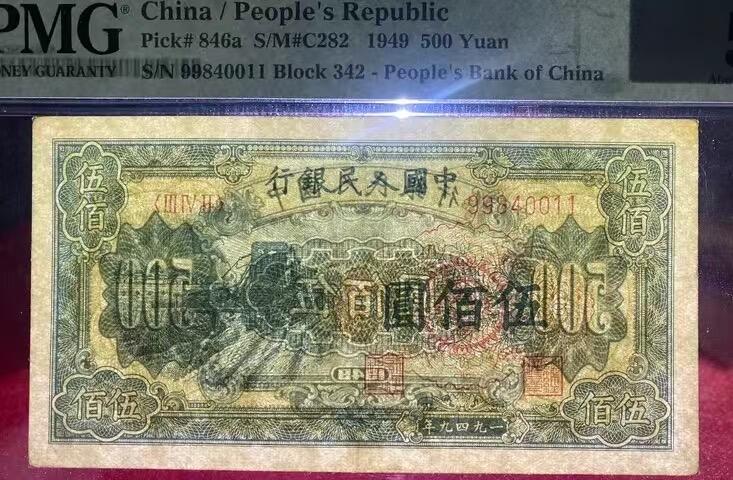 PMG®
China / People's Republic
Pick# 846a S/M#C282 1949 500 Yuan
MONEY GUARANTY
S/N 99840011 Block 342 - People's Bank of China
行銀民人國中
伍佰
伍佰
(III IV II)
99840011
500
500
圓佰伍
佰伍
佰伍
年九四九一